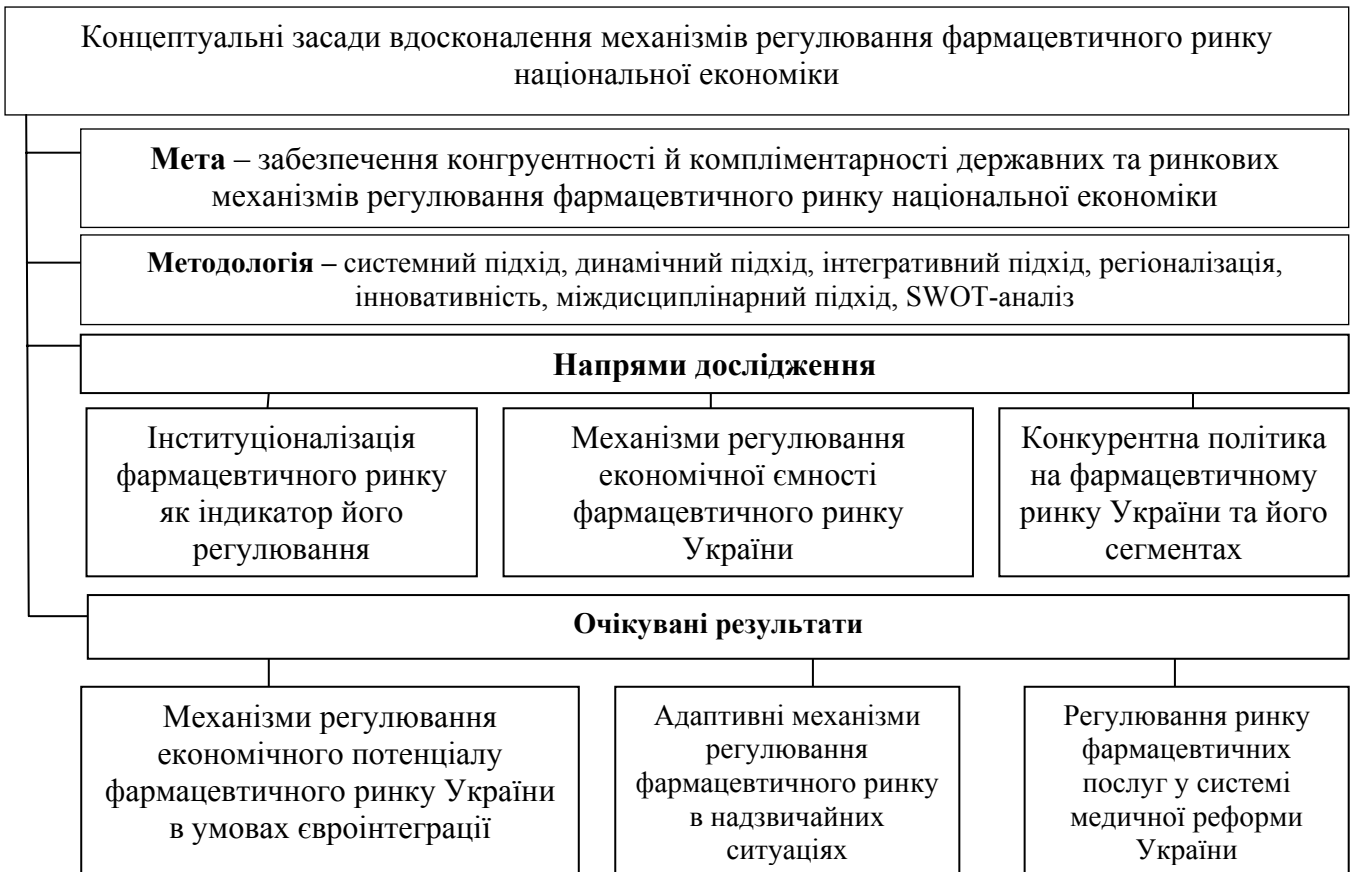 Концептуальні засади вдосконалення механізмів регулювання фармацевтичного ринку
національної економіки
Мета – забезпечення конгруентності й компліментарності державних та ринкових
механізмів регулювання фармацевтичного ринку національної економіки
Методологія – системний підхід, динамічний підхід, інтегративний підхід, регіоналізація,
інновативність, міждисциплінарний підхід, SWOT-аналіз
Напрями дослідження
Інституціоналізація
фармацевтичного ринку
як індикатор його
регулювання
Механізми регулювання
економічної ємності
фармацевтичного ринку
України
Конкурентна політика
на фармацевтичному
ринку України та його
сегментах
Очікувані результати
Механізми регулювання
економічного потенціалу
фармацевтичного ринку України
в умовах євроінтеграції
Адаптивні механізми
регулювання
фармацевтичного ринку
в надзвичайних
ситуаціях
Регулювання ринку
фармацевтичних
послуг у системі
медичної реформи
України